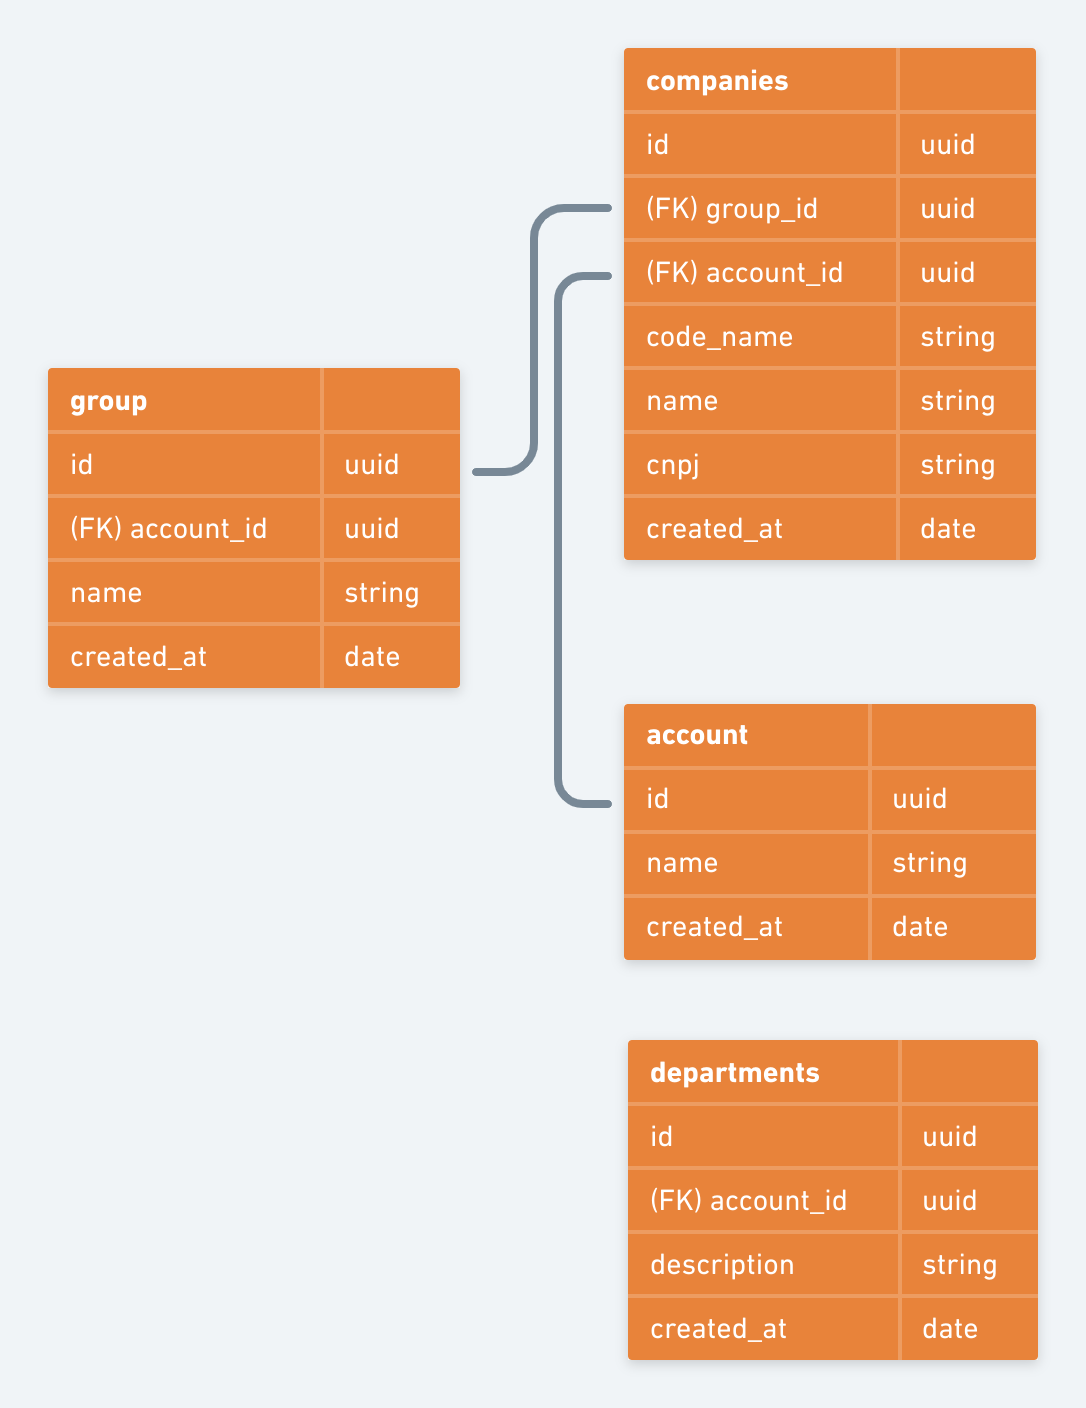 companies
id uuid
(FK) group_id uuid
(FK) account_id uuid
code_name string
name string
cnpj string
created_at date
group
id uuid
(FK) account_id uuid
name string
created_at date
account
id uuid
name string
created_at date
departments
id uuid
(FK) account_id uuid
description string
created_at date